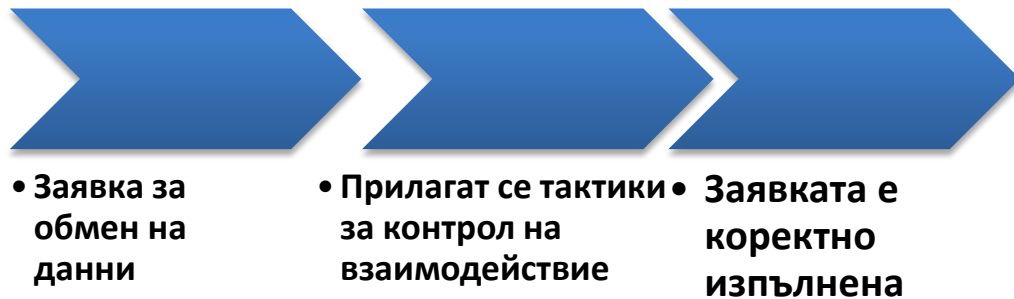 • Заявка за
обмен на
данни
• Прилагат се тактики
за контрол на
взаимодействие
• Заявката е
коректно
изпълнена